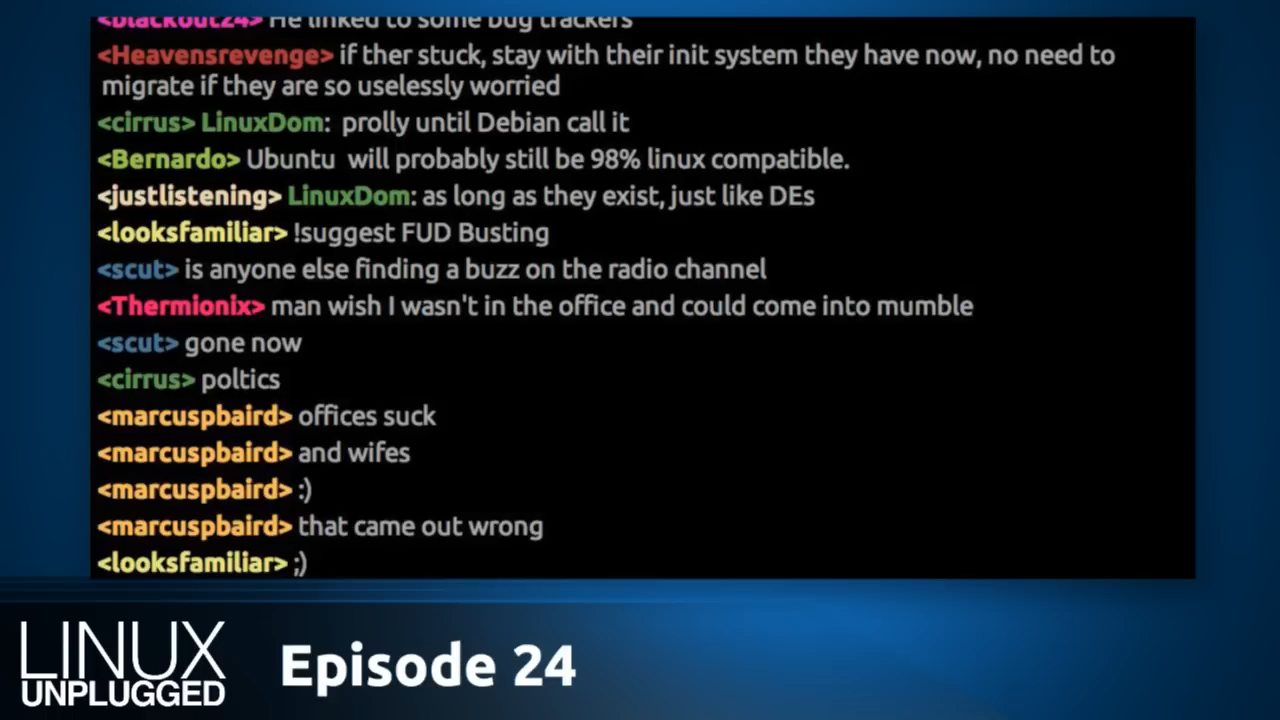 <blackout24> He linked to some bug trackers
<Heavensrevenge> if ther stuck, stay with their init system they have now, no need to
migrate if they are so uselessly worried
<cirrus> LinuxDom:  prolly until Debian call it
<Bernardo> Ubuntu  will probably still be 98% linux compatible.
<justlistening> LinuxDom: as long as they exist, just like DEs
<looksfamiliar> !suggest FUD Busting
<scut> is anyone else finding a buzz on the radio channel
<Thermionix> man wish I wasn't in the office and could come into mumble
<scut> gone now
<cirrus> poltics
<marcuspbaird> offices suck
<marcuspbaird> and wifes
<marcuspbaird> :)
<marcuspbaird> that came out wrong
<looksfamiliar> ;)
LINUX
UNPLUGGED
Episode 24